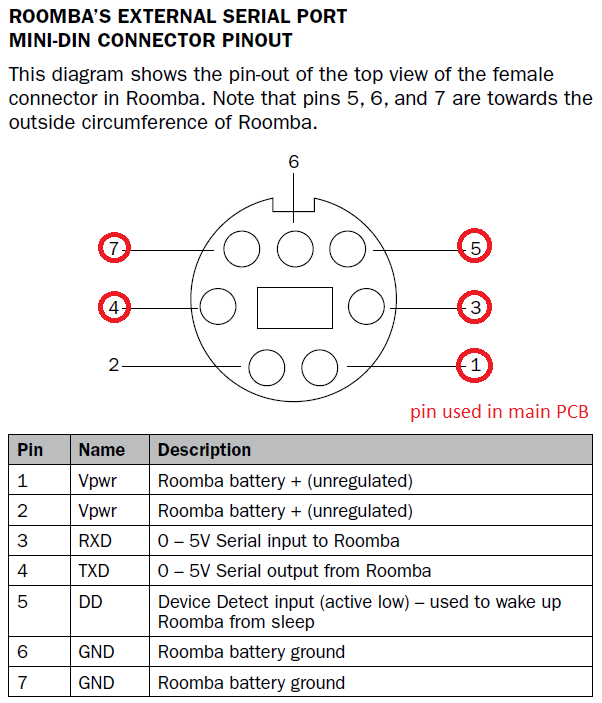 ROOMBA'S EXTERNAL SERIAL PORT
MINI-DIN CONNECTOR PINOUT
This diagram shows the pin-out of the top view of the female
connector in Roomba. Note that pins 5, 6, and 7 are towards the
outside circumference of Roomba.
6
7 5
4 3
2 1
pin used in main PCB
Pin Name Description
1 Vpwr Roomba battery + (unregulated)
2 Vpwr Roomba battery + (unregulated)
3 RXD 0 – 5V Serial input to Roomba
4 TXD 0 – 5V Serial output from Roomba
5 DD Device Detect input (active low) – used to wake up
Roomba from sleep
6 GND Roomba battery ground
7 GND Roomba battery ground